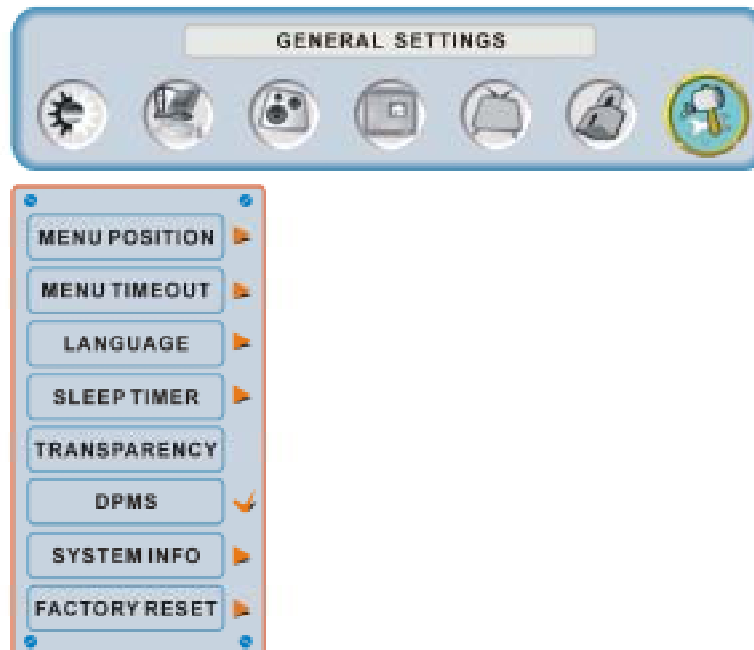 GENERAL SETTINGS
MENU POSITION
MENU TIMEOUT
LANGUAGE
SLEEP TIMER
TRANSPARENCY
DPMS
SYSTEM INFO
FACTORY RESET